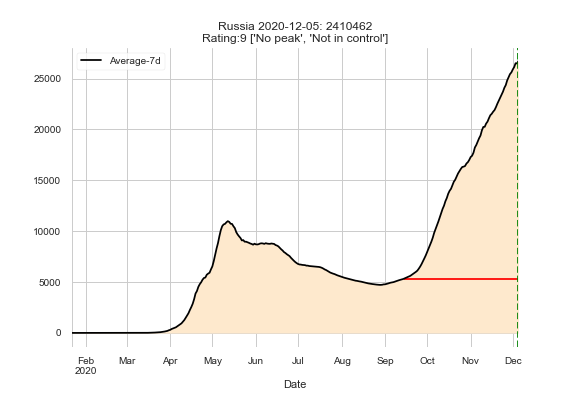 Russia 2020-12-05: 2410462
Rating:9 ['No peak', 'Not in control']
Average-7d
25000
20000
15000
10000
5000
0
Feb Mar Apr May Jun Jul Aug Sep Oct Nov Dec
2020
Date